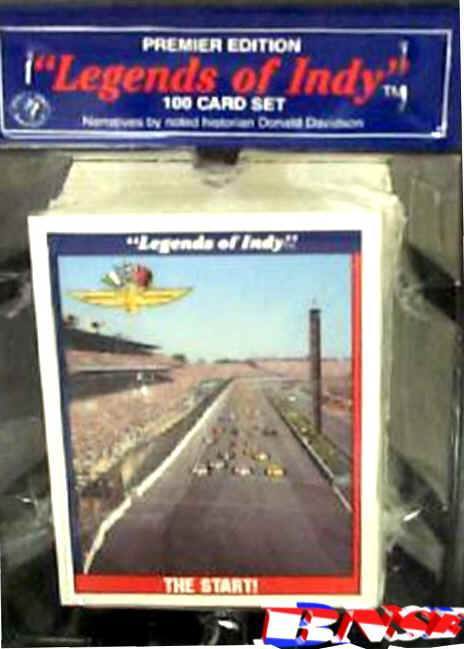 PREMIER EDITION
"Legends of Indy"™
100 CARD SET
Narratives by noted historian Donald Davidson
"Legends of Indy"
THE START!